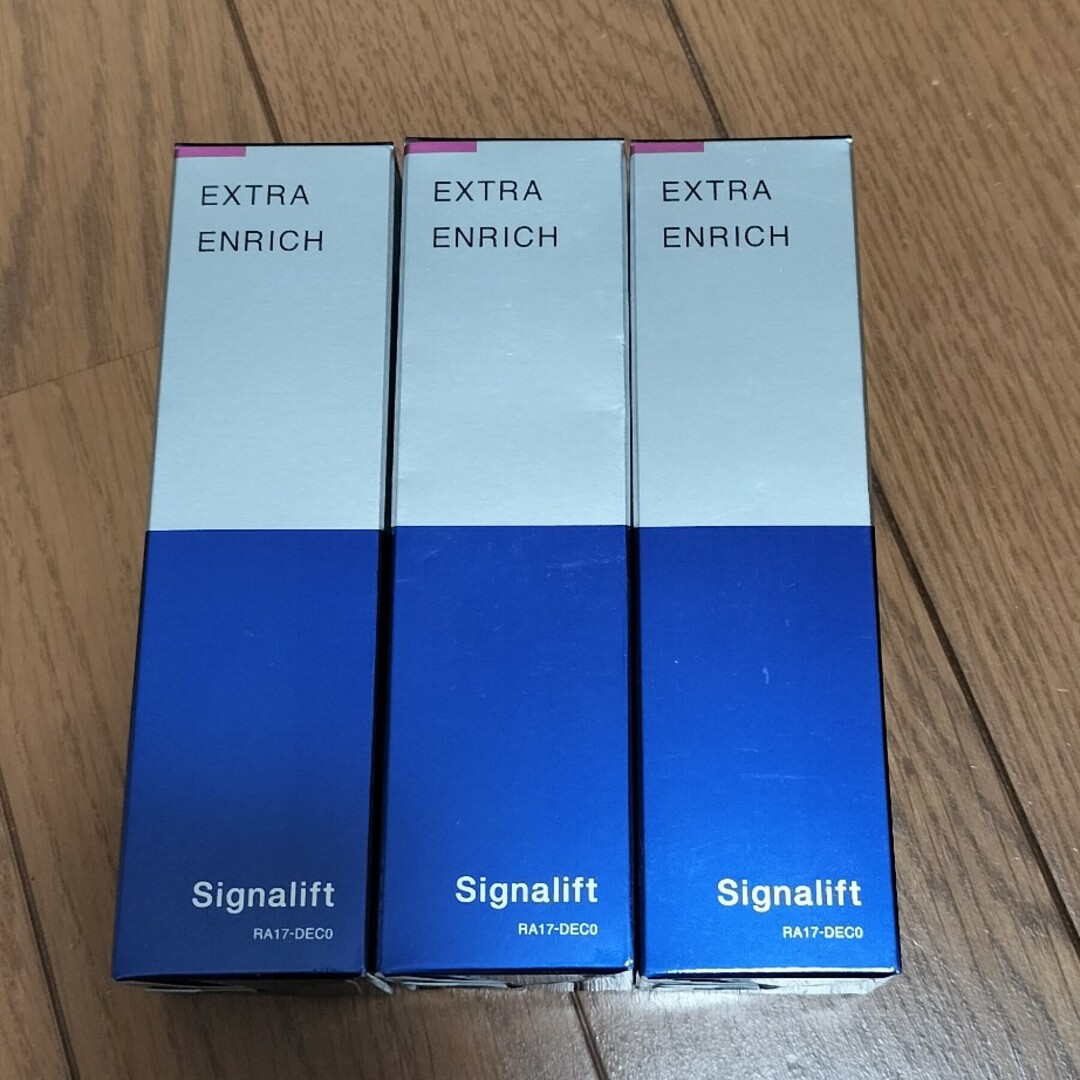 EXTRA
ENRICH
Signalift
RA17-DEC0
EXTRA
ENRICH
Signalift
RA17-DEC0
EXTRA
ENRICH
Signalift
RA17-DEC0